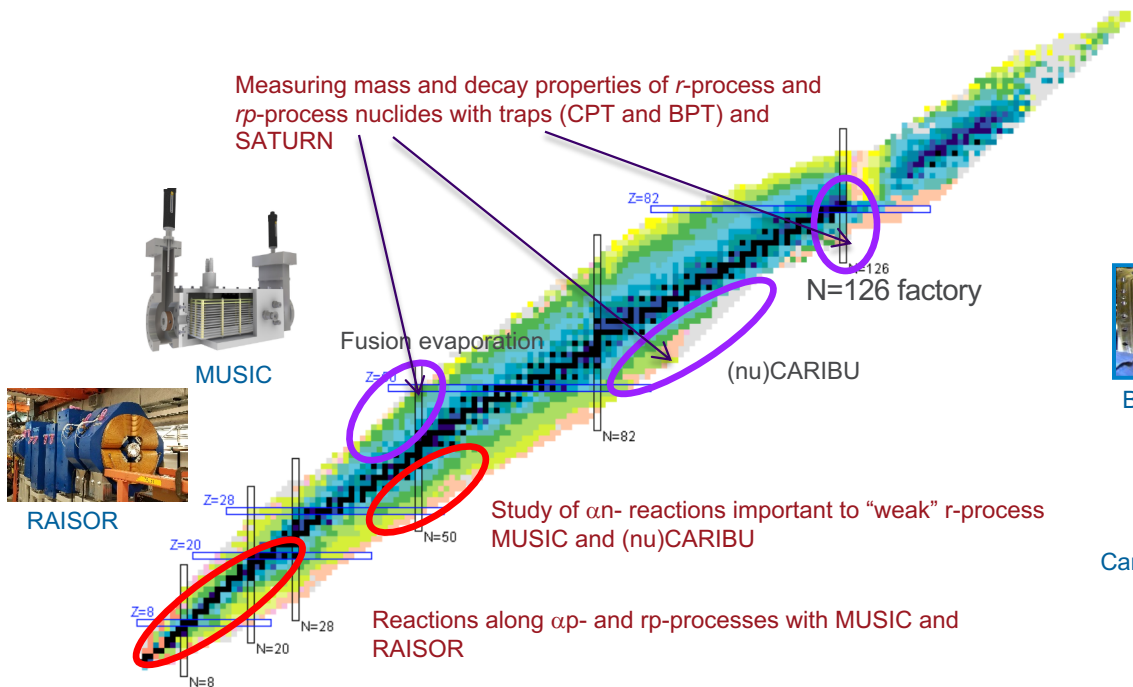 Measuring mass and decay properties of r-process and
rp-process nuclides with traps (CPT and BPT) and
SATURN
Z=82
N=126
N=126 factory
Fusion evaporation
MUSIC
(nu)CARIBU
B
N=82
Z=28
RAISOR
Study of αn- reactions important to “weak” r-process
MUSIC and (nu)CARIBU
N=50
Z=20
Car
Z=8
N=28
Reactions along αp- and rp-processes with MUSIC and
RAISOR
N=20
N=8